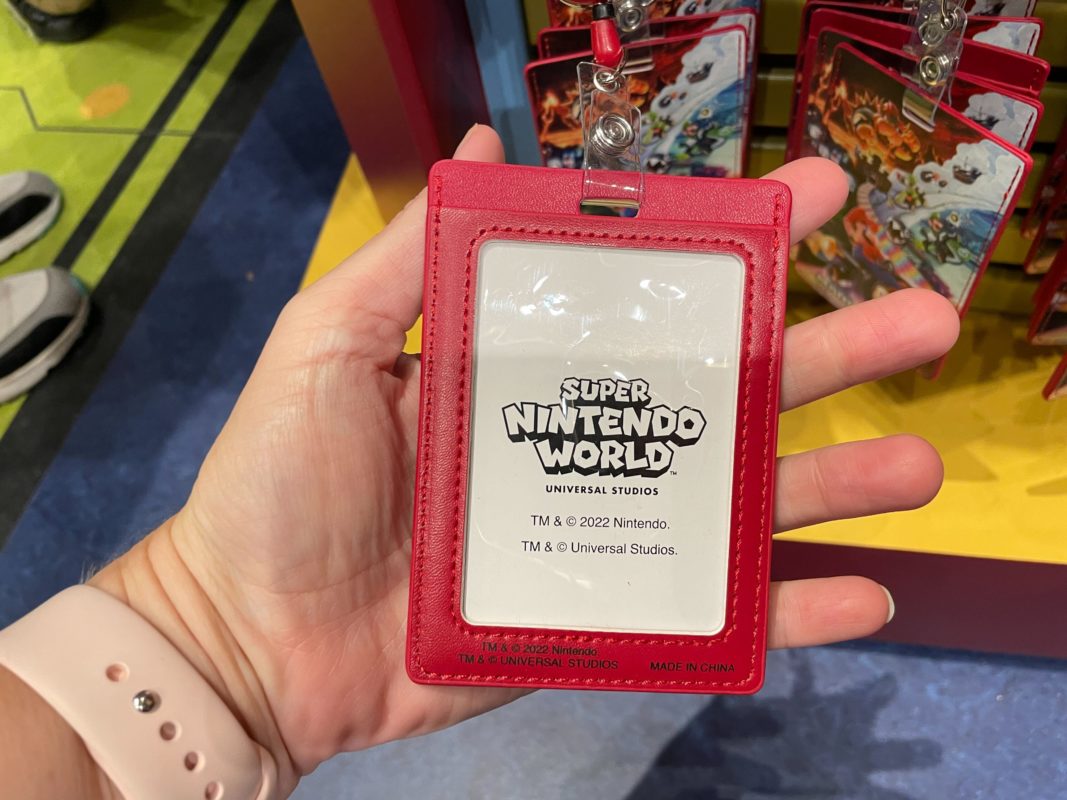 SUPER
NINTENDO
WORLD™
UNIVERSAL STUDIOS
TM & © 2022 Nintendo.
TM & © Universal Studios.
TM & © 2022 Nintendo.
TM & © UNIVERSAL STUDIOS MADE IN CHINA